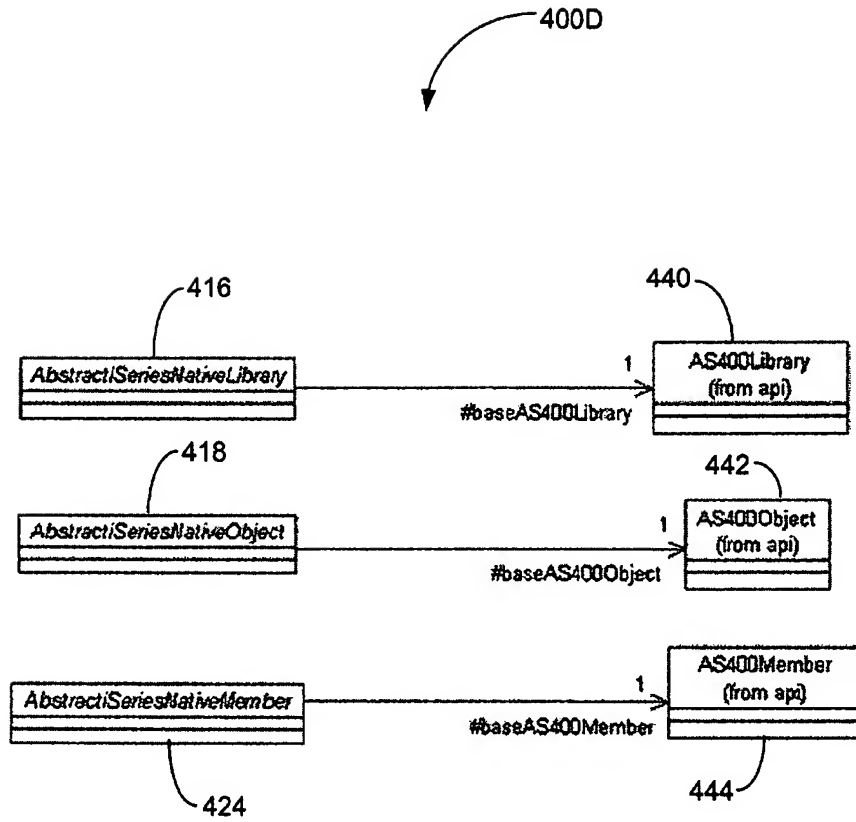 400D
416
440
AbstractiSeriesNativeLibrary
1
#baseAS400Library
AS400Library
(from api)
418
442
AbstractiSeriesNativeObject
1
#baseAS400Object
AS400Object
(from api)
AbstractiSeriesNativeMember
1
#baseAS400Member
AS400Member
(from api)
424
444